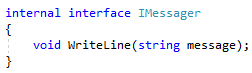 internal interface IMessager
{
    void WriteLine(string message);
}